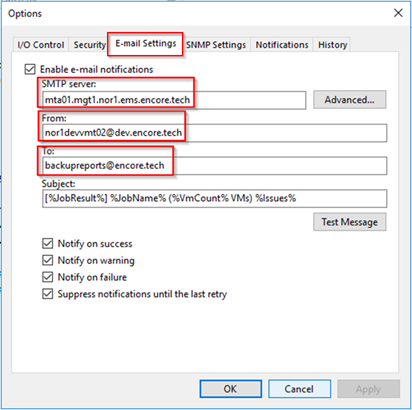 Options
I/O Control Security E-mail Settings SNMP Settings Notifications History
Enable e-mail notifications
SMTP server:
mta01.mgt1.nor1.ems.encore.tech Advanced...
From:
nor1devvmt02@dev.encore.tech
To:
backupreports@encore.tech
Subject:
[%JobResult%] %JobName% (%VmCount% VMs) %Issues%
Test Message
Notify on success
Notify on warning
Notify on failure
Suppress notifications until the last retry
OK Cancel Apply